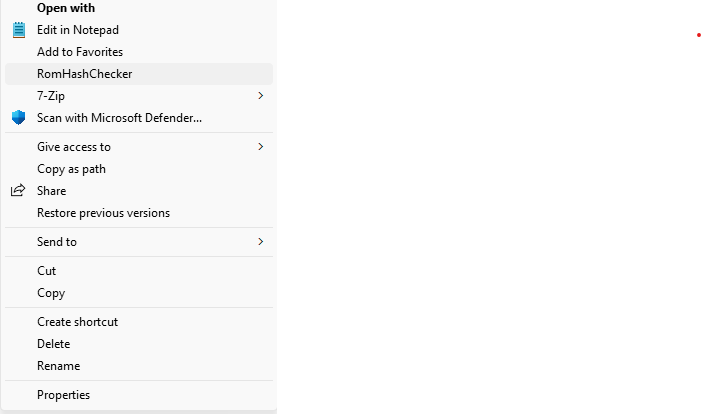 Open with
Edit in Notepad
Add to Favorites
RomHashChecker
7-Zip
Scan with Microsoft Defender...
Give access to
Copy as path
Share
Restore previous versions
Send to
Cut
Copy
Create shortcut
Delete
Rename
Properties